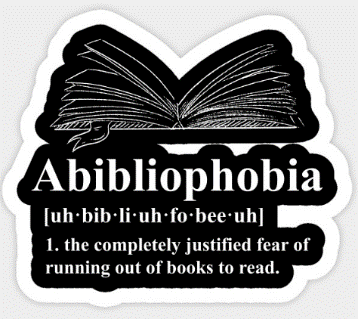 Abibliophobia
[uh·bib·li·uh·fo·bee·uh]
1. the completely justified fear of
running out of books to read.